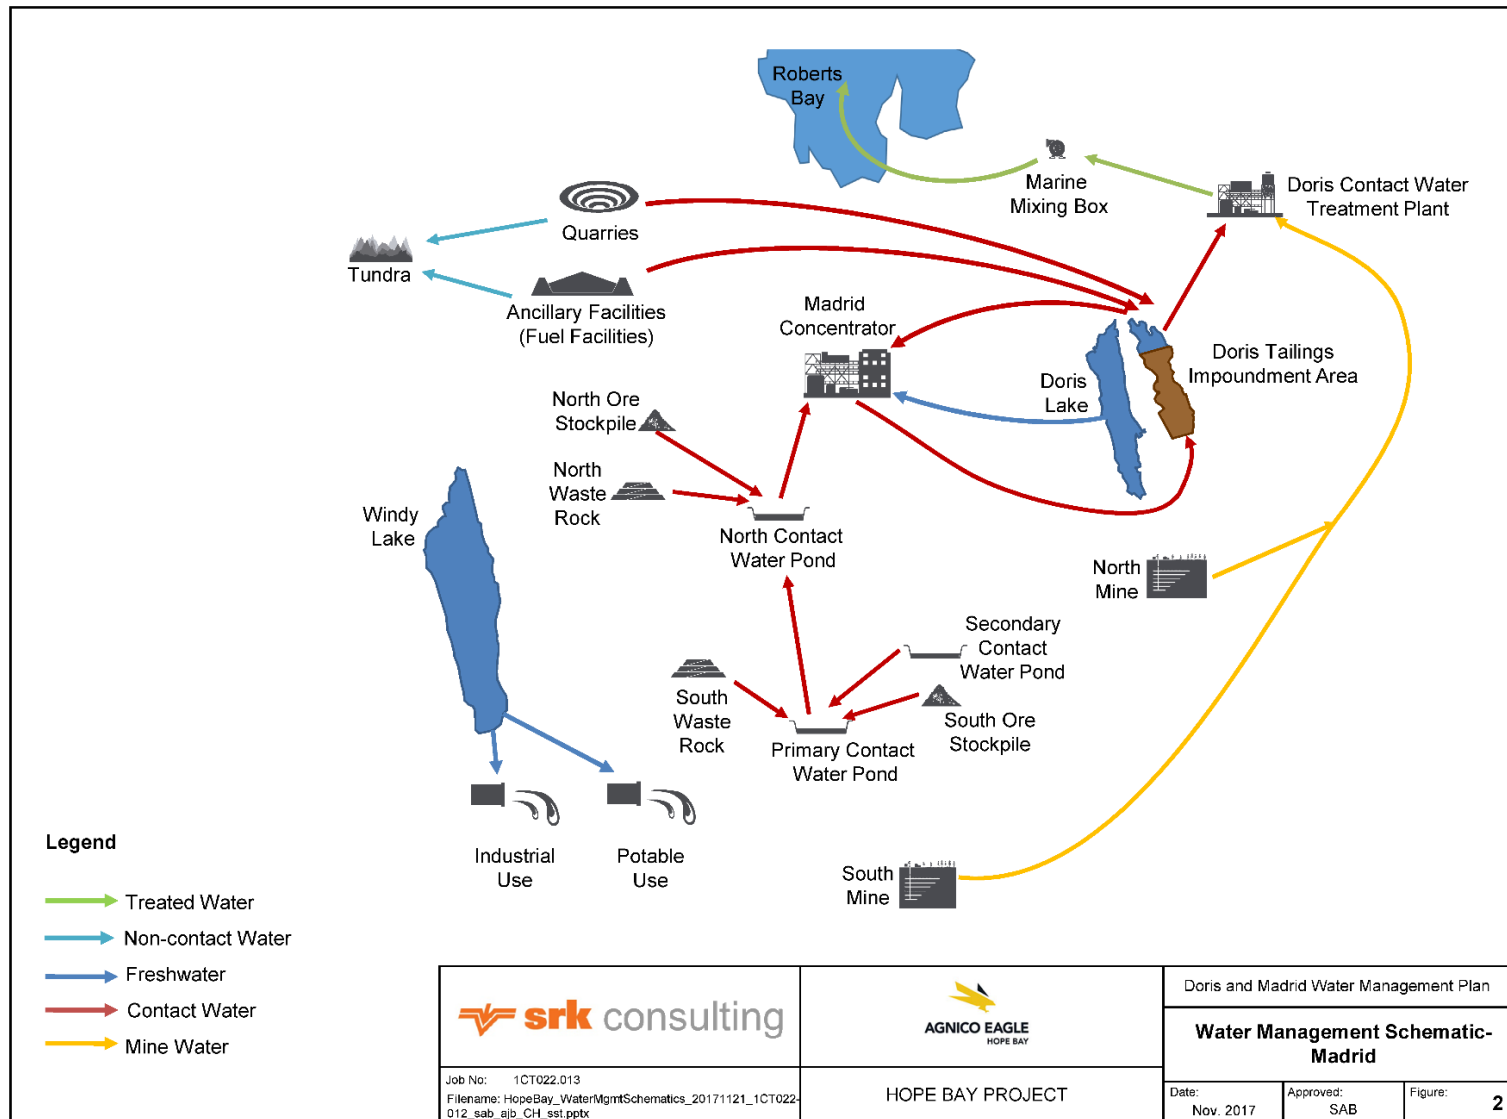 Roberts
Bay
Marine
Mixing Box
Doris Contact Water
Treatment Plant
Quarries
Tundra
Ancillary Facilities
(Fuel Facilities)
Madrid
Concentrator
Doris
Lake
Doris Tailings
Impoundment Area
North Ore
Stockpile
North
Waste
Rock
Windy
Lake
North Contact
Water Pond
North
Mine
Secondary
Contact
Water Pond
South
Waste
Rock
South Ore
Stockpile
Primary Contact
Water Pond
Industrial
Use
Potable
Use
South
Mine
Legend
Treated Water
Non-contact Water
Freshwater
Contact Water
Mine Water
srk consulting
AGNICO EAGLE
HOPE BAY
Doris and Madrid Water Management Plan
Water Management Schematic-
Madrid
Job No: 1CT022.013
Filename: HopeBay_WaterMgmtSchematics_20171121_1CT022-
012_sab_ajb_CH_sst.pptx
HOPE BAY PROJECT
Date:
Nov. 2017
Approved:
SAB
Figure:
2